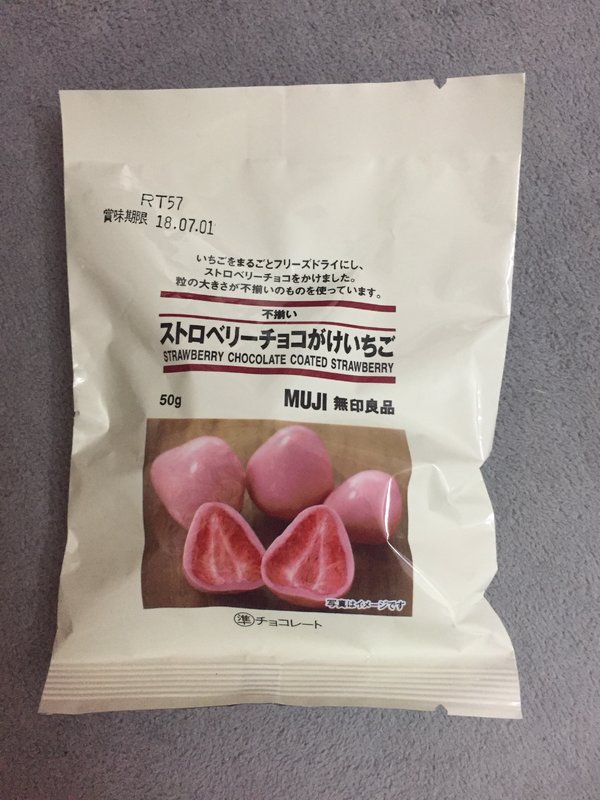 RT57
賞味期限 18.07.01
いちごをまるごとフリーズドライにし、
ストロベリーチョコをかけました。
粒の大きさが不揃いのものを使っています。
不揃い
ストロベリーチョコがけいちご
STRAWBERRY CHOCOLATE COATED STRAWBERRY
50g MUJI 無印良品
写真はイメージです
準チョコレート